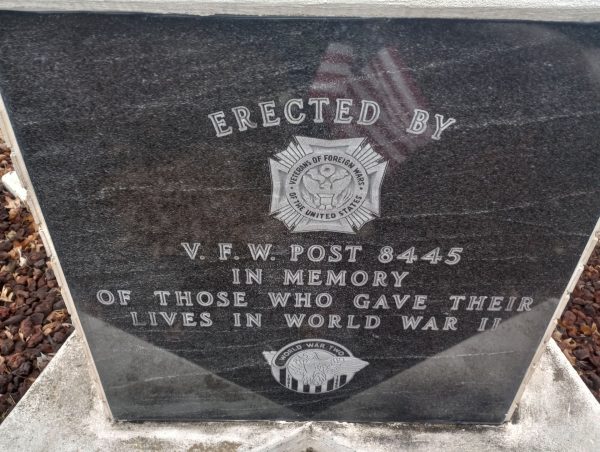 ERECTED BY
VETERANS OF FOREIGN WARS
OF THE UNITED STATES
V. F. W. POST 8445
IN MEMORY
OF THOSE WHO GAVE THEIR
LIVES IN WORLD WAR II
WORLD WAR TWO